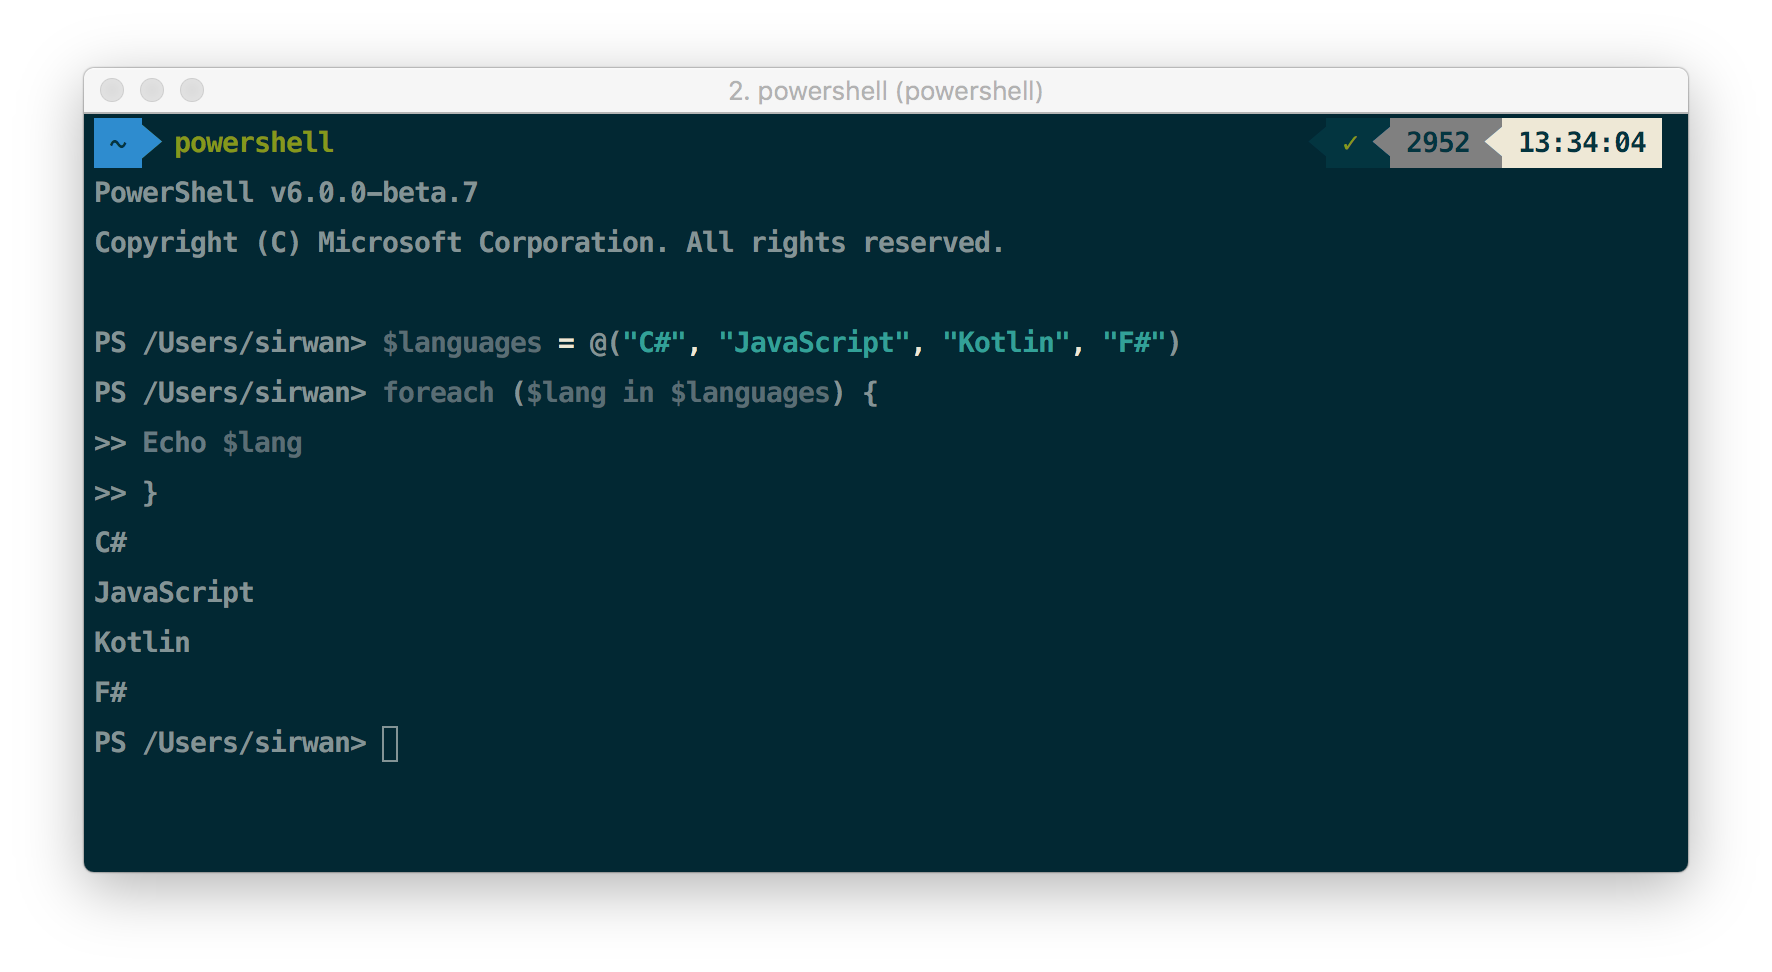 2. powershell (powershell)
~ powershell ✓ 2952 13:34:04
PowerShell v6.0.0-beta.7
Copyright (C) Microsoft Corporation. All rights reserved.
PS /Users/sirwan> $languages = @("C#", "JavaScript", "Kotlin", "F#")
PS /Users/sirwan> foreach ($lang in $languages) {
>> Echo $lang
>> }
C#
JavaScript
Kotlin
F#
PS /Users/sirwan>